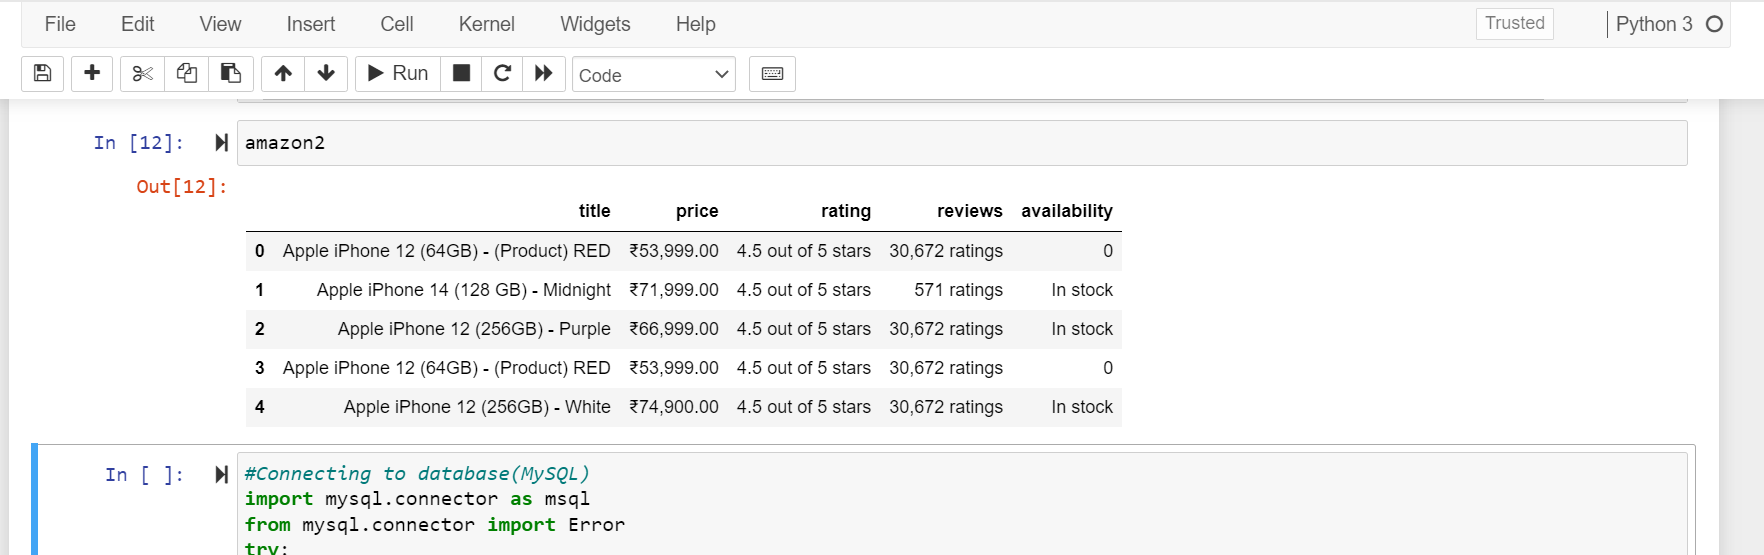 File Edit View Insert Cell Kernel Widgets Help Trusted Python 3
Run Code
In [12]: amazon2
Out[12]:
title price rating reviews availability
0 Apple iPhone 12 (64GB) - (Product) RED ₹53,999.00 4.5 out of 5 stars 30,672 ratings 0
1 Apple iPhone 14 (128 GB) - Midnight ₹71,999.00 4.5 out of 5 stars 571 ratings In stock
2 Apple iPhone 12 (256GB) - Purple ₹66,999.00 4.5 out of 5 stars 30,672 ratings In stock
3 Apple iPhone 12 (64GB) - (Product) RED ₹53,999.00 4.5 out of 5 stars 30,672 ratings 0
4 Apple iPhone 12 (256GB) - White ₹74,900.00 4.5 out of 5 stars 30,672 ratings In stock
In [ ]: #Connecting to database(MySQL)
import mysql.connector as msql
from mysql.connector import Error
try: